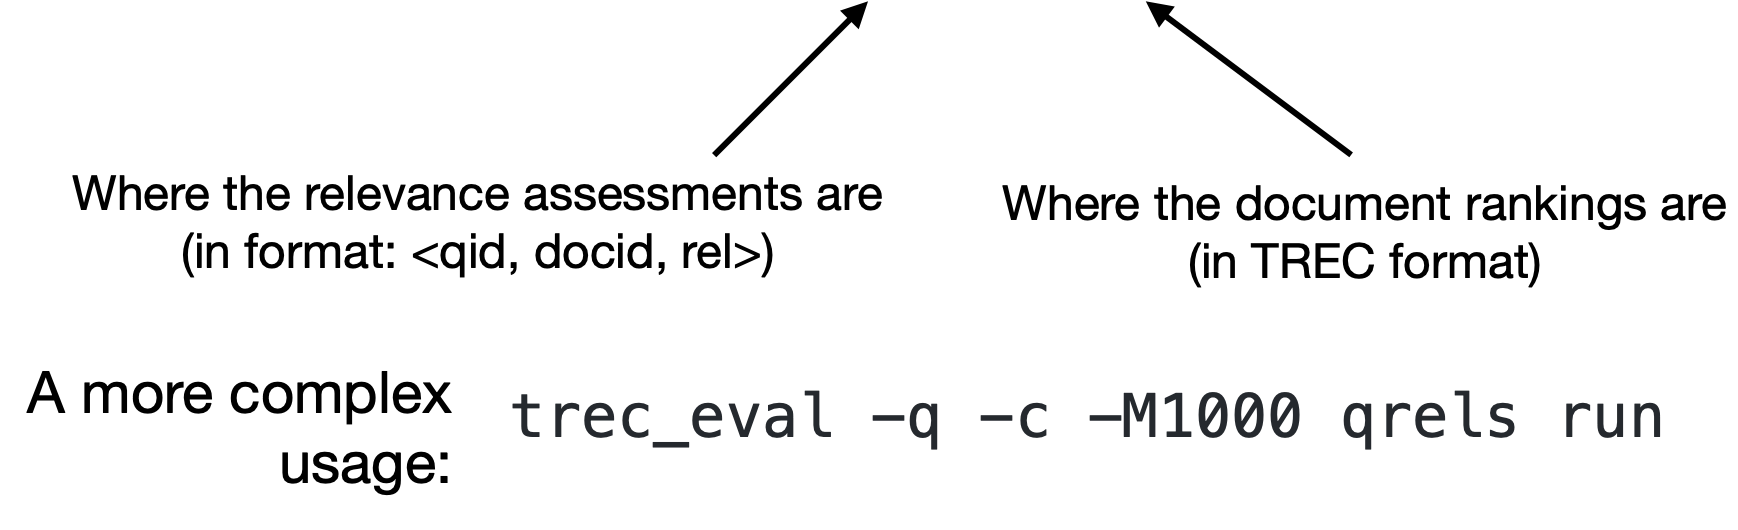 Where the relevance assessments are
(in format: <qid, docid, rel>)
Where the document rankings are
(in TREC format)
A more complex
usage:
trec_eval -q -c -M1000 qrels run